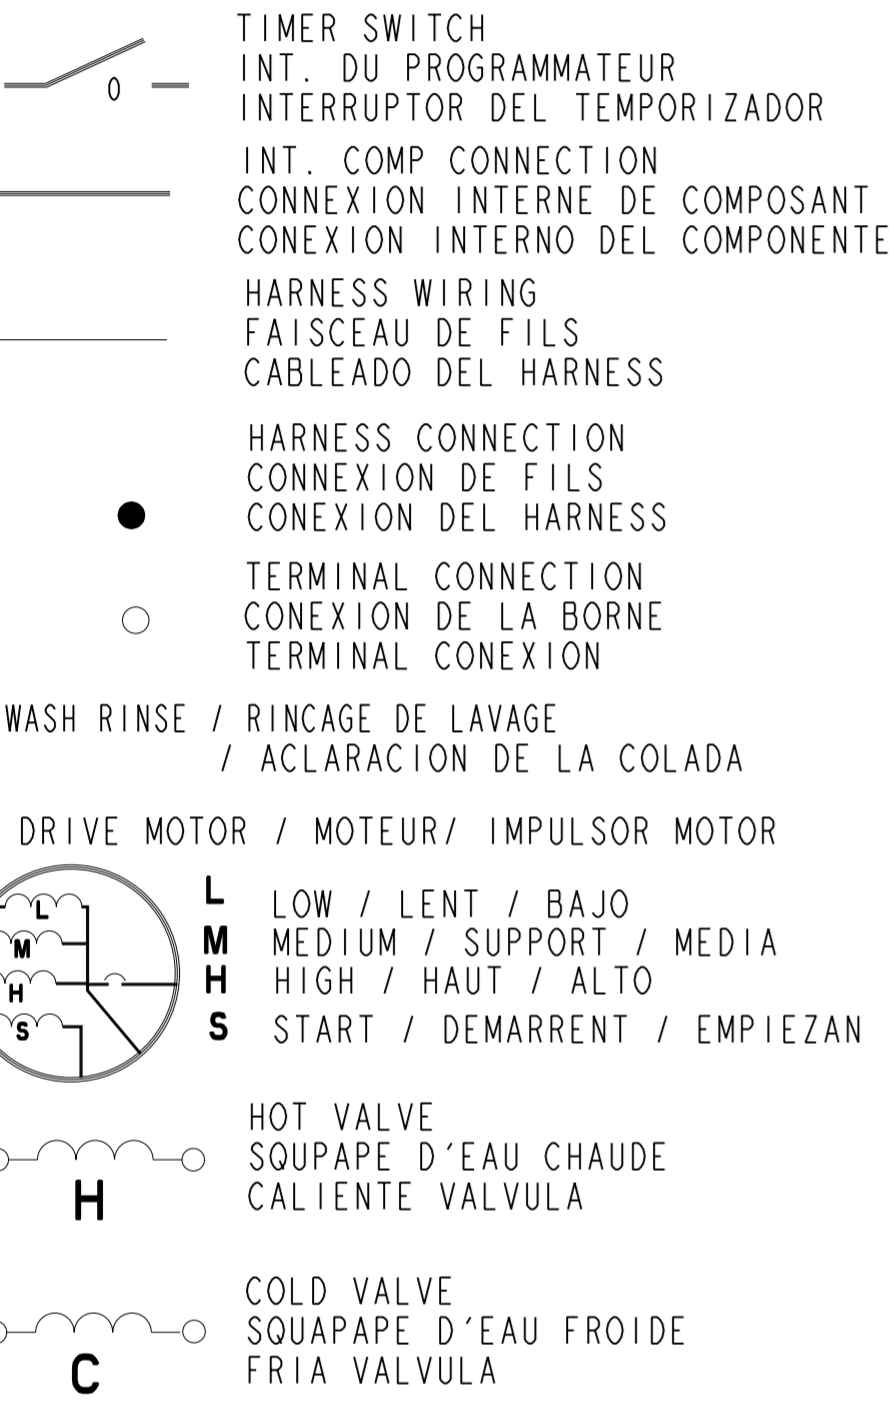 TIMER SWITCH
INT. DU PROGRAMMATEUR
0
INTERRUPTOR DEL TEMPORIZADOR
INT. COMP CONNECTION
CONNEXION INTERNE DE COMPOSANT
CONEXION INTERNO DEL COMPONENTE
HARNESS WIRING
FAISCEAU DE FILS
CABLEADO DEL HARNESS
HARNESS CONNECTION
CONNEXION DE FILS
CONEXION DEL HARNESS
TERMINAL CONNECTION
CONEXION DE LA BORNE
TERMINAL CONEXION
WASH RINSE / RINCAGE DE LAVAGE
/ ACLARACION DE LA COLADA
DRIVE MOTOR / MOTEUR/ IMPULSOR MOTOR
L L LOW / LENT / BAJO
M M MEDIUM / SUPPORT / MEDIA
H H HIGH / HAUT / ALTO
S S START / DEMARRENT / EMPIEZAN
HOT VALVE
SQUPAPE D'EAU CHAUDE
H CALIENTE VALVULA
COLD VALVE
SQUAPAPE D'EAU FROIDE
C FRIA VALVULA